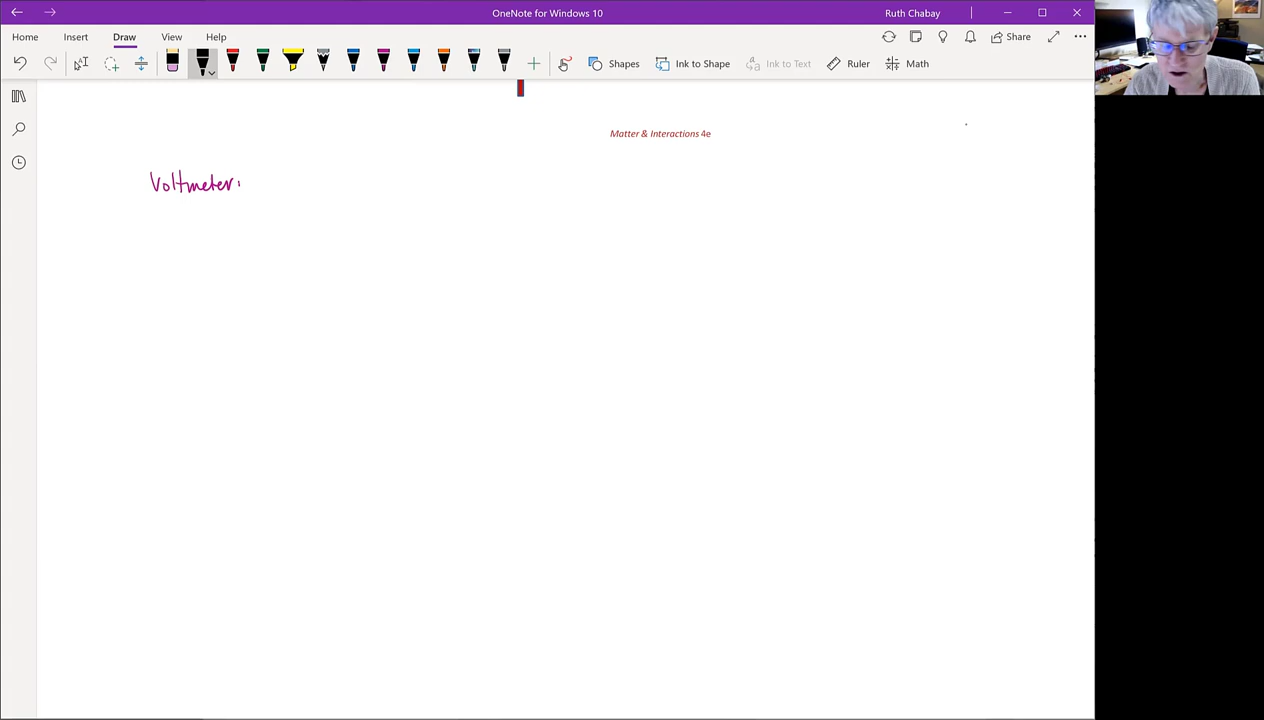 OneNote for Windows 10
Ruth Chabay
Home Insert Draw View Help
Share
Shapes Ink to Shape Ink to Text Ruler Math
Matter & Interactions 4e
Voltmeter: